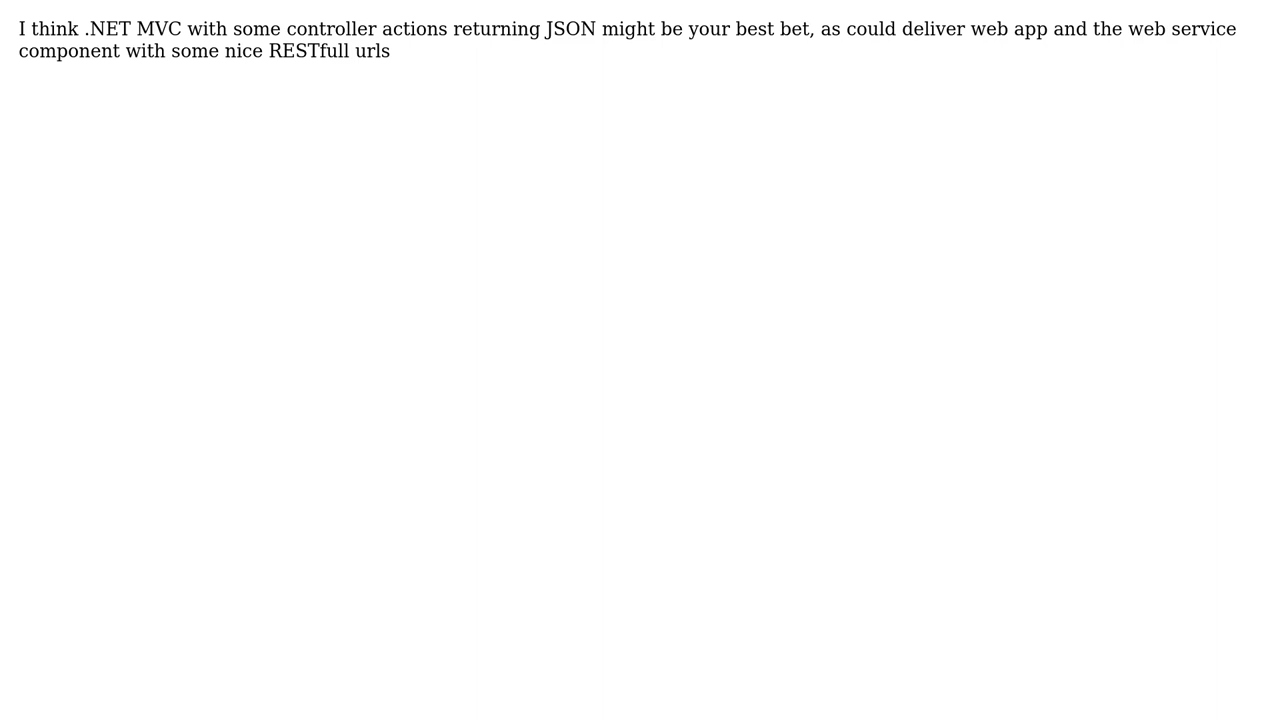 I think .NET MVC with some controller actions returning JSON might be your best bet, as could deliver web app and the web service
component with some nice RESTfull urls